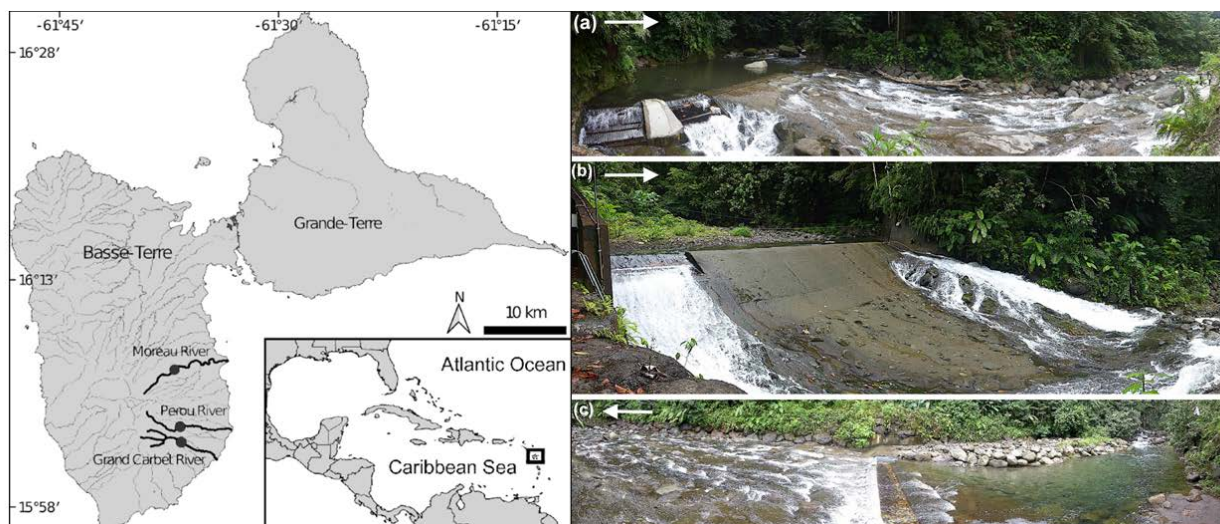 -61°45'
-61°30'
-61°15'
16°28'
Grande-Terre
Basse-Terre
16°13'
N
10 km
Moreau River
Perou River
Grand Carbet River
15°58'
Atlantic Ocean
Caribbean Sea
(a)
(b)
(c)